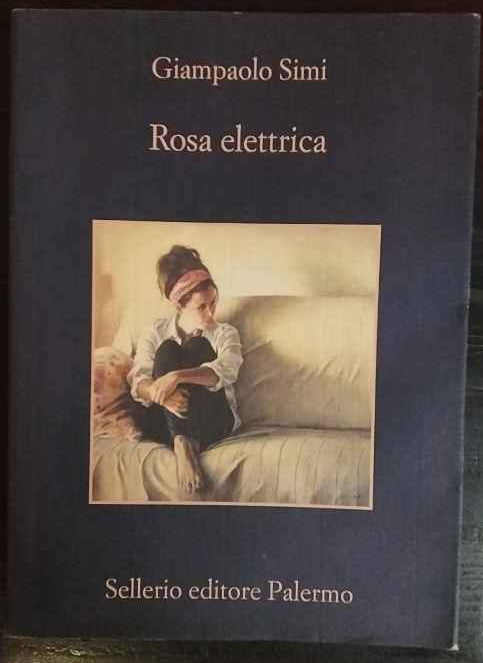 Giampaolo Simi
Rosa elettrica
Sellerio editore Palermo